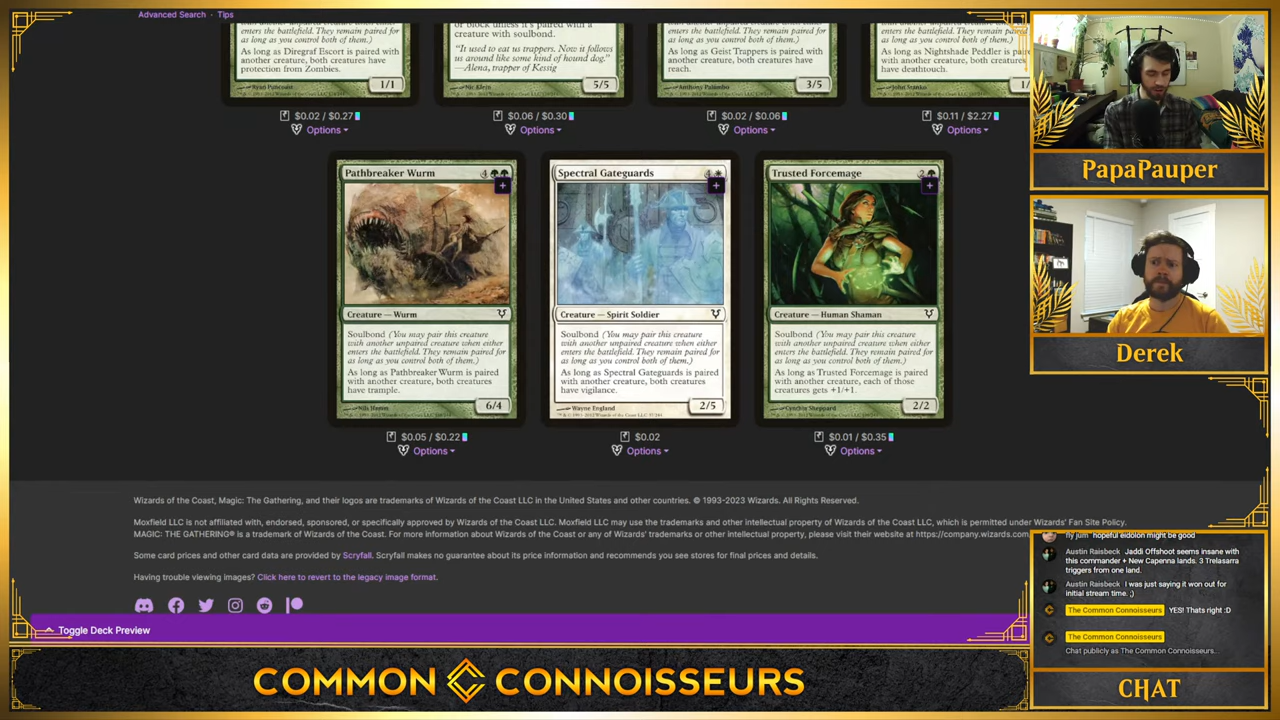 Advanced Search · Tips
another unpaired creature when either
enters the battlefield. They remain paired for
as long as you control both of them.)
As long as Diregraf Escort is paired with
another creature, both creatures have
protection from Zombies.
1/1
or block unless it's paired with a
creature with soulbond.
"It used to eat us trappers. Now it follows
us around like some kind of hound dog."
—Alena, trapper of Kessig
5/5
enters the battlefield. They remain paired for
as long as you control both of them.)
As long as Geist Trappers is paired with
another creature, both creatures have
reach.
3/5
enters the battlefield. They remain paired
as long as you control both of them.)
As long as Nightshade Peddler is
with another creature, both creatures
have deathtouch.
$0.02 / $0.27
Options
$0.06 / $0.30
Options
$0.02 / $0.06
Options
$0.11 / $2.27
Options
Pathbreaker Wurm 4
Creature — Wurm
Soulbond (You may pair this creature
with another unpaired creature when either
enters the battlefield. They remain paired for
as long as you control both of them.)
As long as Pathbreaker Wurm is paired
with another creature, both creatures
have trample.
6/4
Spectral Gateguards 4
Creature — Spirit Soldier
Soulbond (You may pair this creature
with another unpaired creature when either
enters the battlefield. They remain paired for
as long as you control both of them.)
As long as Spectral Gateguards is paired
with another creature, both creatures
have vigilance.
Wayne England
2/5
Trusted Forcemage 2
Creature — Human Shaman
Soulbond (You may pair this creature
with another unpaired creature when either
enters the battlefield. They remain paired for
as long as you control both of them.)
As long as Trusted Forcemage is paired
with another creature, each of those
creatures gets +1/+1.
Cynthia Sheppard
2/2
$0.05 / $0.22
Options
$0.02
Options
$0.01 / $0.35
Options
Wizards of the Coast, Magic: The Gathering, and their logos are trademarks of Wizards of the Coast LLC in the United States and other countries. © 1993-2023 Wizards. All Rights Reserved.
Moxfield LLC is not affiliated with, endorsed, sponsored, or specifically approved by Wizards of the Coast LLC. Moxfield LLC may use the trademarks and other intellectual property of Wizards of the Coast LLC, which is permitted under Wizards' Fan Site Policy.
MAGIC: THE GATHERING® is a trademark of Wizards of the Coast. For more information about Wizards of the Coast or any of Wizards' trademarks or other intellectual property, please visit their website at https://company.wizards.com
Some card prices and other card data are provided by Scryfall. Scryfall makes no guarantee about its price information and recommends you see stores for final prices and details.
Having trouble viewing images? Click here to revert to the legacy image format.
Toggle Deck Preview
COMMON CONNOISSEURS
PapaPauper
Derek
fly jum heropod eidolon might be good
Austin Raisbeck Jaddi Offshoot seems insane with
this commander + New Capenna lands. 3 Trelasarra
triggers from one land.
Austin Raisbeck I was just saying it won out for
initial stream time. ;)
The Common Connoisseurs YES! Thats right :D
The Common Connoisseurs
Chat publicly as The Common Connoisseurs...
CHAT